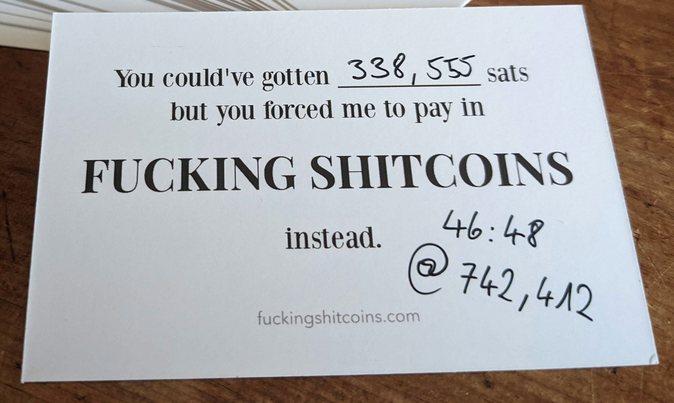 You could've gotten 338,555 sats
but you forced me to pay in
FUCKING SHITCOINS
instead.
46:48
@ 742,412
fuckingshitcoins.com